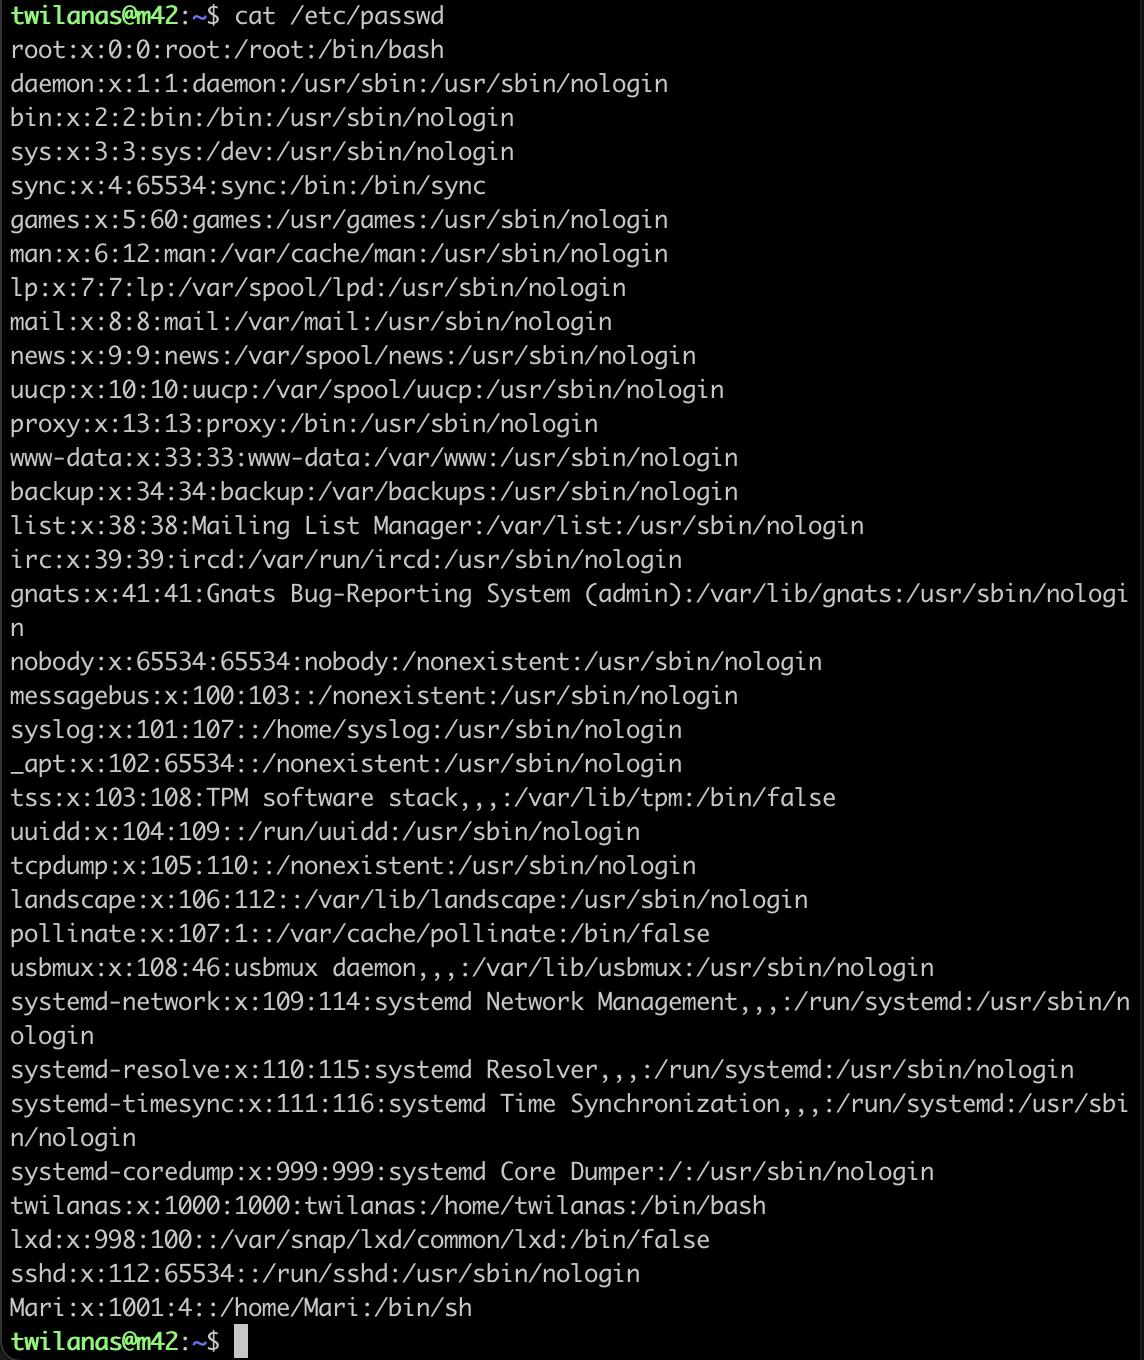 twilanas@m42:~$ cat /etc/passwd
root:x:0:0:root:/root:/bin/bash
daemon:x:1:1:daemon:/usr/sbin:/usr/sbin/nologin
bin:x:2:2:bin:/bin:/usr/sbin/nologin
sys:x:3:3:sys:/dev:/usr/sbin/nologin
sync:x:4:65534:sync:/bin:/bin/sync
games:x:5:60:games:/usr/games:/usr/sbin/nologin
man:x:6:12:man:/var/cache/man:/usr/sbin/nologin
lp:x:7:7:lp:/var/spool/lpd:/usr/sbin/nologin
mail:x:8:8:mail:/var/mail:/usr/sbin/nologin
news:x:9:9:news:/var/spool/news:/usr/sbin/nologin
uucp:x:10:10:uucp:/var/spool/uucp:/usr/sbin/nologin
proxy:x:13:13:proxy:/bin:/usr/sbin/nologin
www-data:x:33:33:www-data:/var/www:/usr/sbin/nologin
backup:x:34:34:backup:/var/backups:/usr/sbin/nologin
list:x:38:38:Mailing List Manager:/var/list:/usr/sbin/nologin
irc:x:39:39:ircd:/var/run/ircd:/usr/sbin/nologin
gnats:x:41:41:Gnats Bug-Reporting System (admin):/var/lib/gnats:/usr/sbin/nologi
n
nobody:x:65534:65534:nobody:/nonexistent:/usr/sbin/nologin
messagebus:x:100:103::/nonexistent:/usr/sbin/nologin
syslog:x:101:107::/home/syslog:/usr/sbin/nologin
_apt:x:102:65534::/nonexistent:/usr/sbin/nologin
tss:x:103:108:TPM software stack,,,:/var/lib/tpm:/bin/false
uuidd:x:104:109::/run/uuidd:/usr/sbin/nologin
tcpdump:x:105:110::/nonexistent:/usr/sbin/nologin
landscape:x:106:112::/var/lib/landscape:/usr/sbin/nologin
pollinate:x:107:1::/var/cache/pollinate:/bin/false
usbmux:x:108:46:usbmux daemon,,,:/var/lib/usbmux:/usr/sbin/nologin
systemd-network:x:109:114:systemd Network Management,,,:/run/systemd:/usr/sbin/n
ologin
systemd-resolve:x:110:115:systemd Resolver,,,:/run/systemd:/usr/sbin/nologin
systemd-timesync:x:111:116:systemd Time Synchronization,,,:/run/systemd:/usr/sbi
n/nologin
systemd-coredump:x:999:999:systemd Core Dumper:/:/usr/sbin/nologin
twilanas:x:1000:1000:twilanas:/home/twilanas:/bin/bash
lxd:x:998:100::/var/snap/lxd/common/lxd:/bin/false
sshd:x:112:65534::/run/sshd:/usr/sbin/nologin
Mari:x:1001:4::/home/Mari:/bin/sh
twilanas@m42:~$